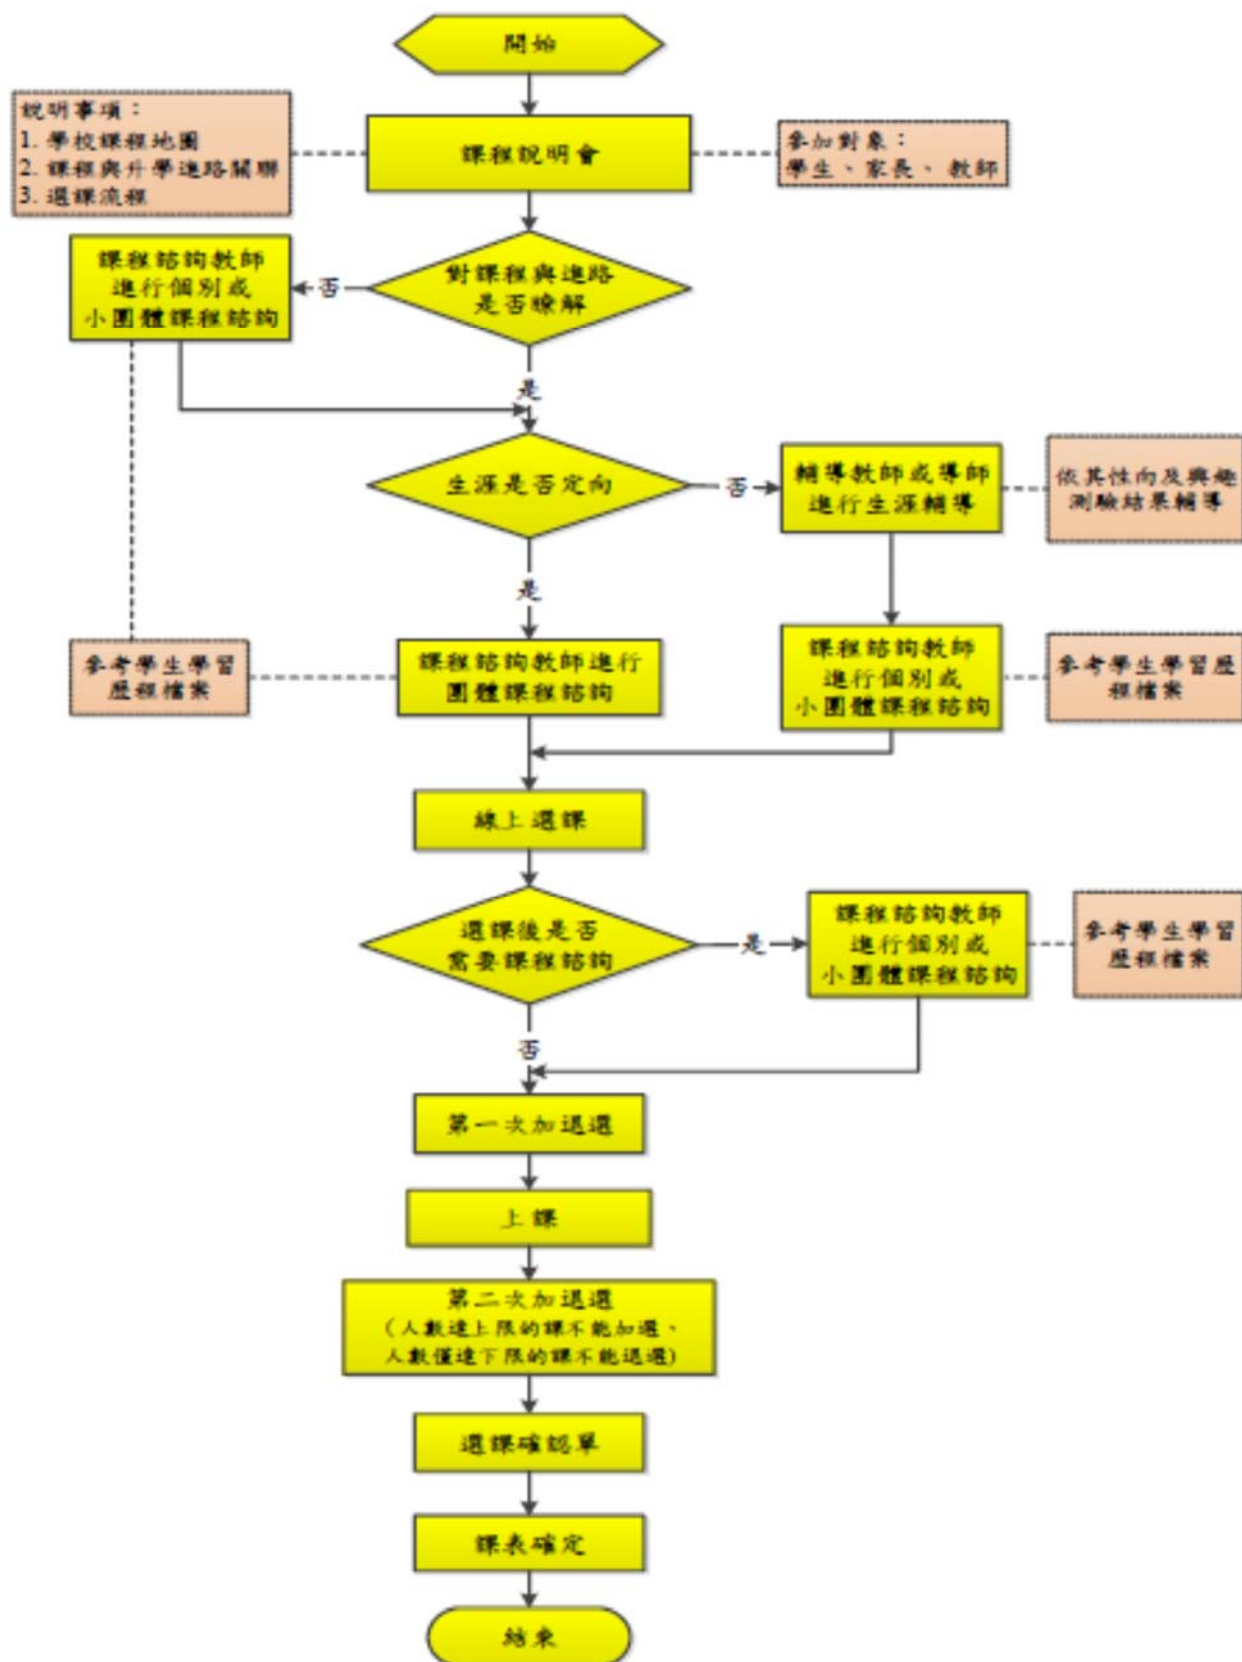 開始
說明事項：
1. 學校課程地圖
2. 課程與升學進路關聯
3. 選課流程
課程說明會
參加對象：
學生、家長、教師
對課程與進路
是否瞭解
否
課程諮詢教師
進行個別或
小團體課程諮詢
是
生涯是否定向
否
輔導教師或導師
進行生涯輔導
依其性向及興趣
測驗結果輔導
是
參考學生學習
歷程檔案
課程諮詢教師進行
團體課程諮詢
課程諮詢教師
進行個別或
小團體課程諮詢
參考學生學習歷
程檔案
線上選課
選課後是否
需要課程諮詢
是
課程諮詢教師
進行個別或
小團體課程諮詢
參考學生學習
歷程檔案
否
第一次加退選
上課
第二次加退選
（人數達上限的課不能加選、
人數僅達下限的課不能退選)
選課確認單
課表確定
結束